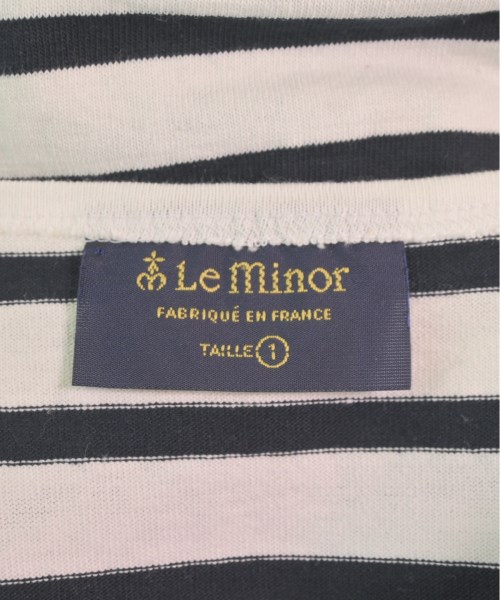 Le Minor
FABRIQUÉ EN FRANCE
TAILLE 1